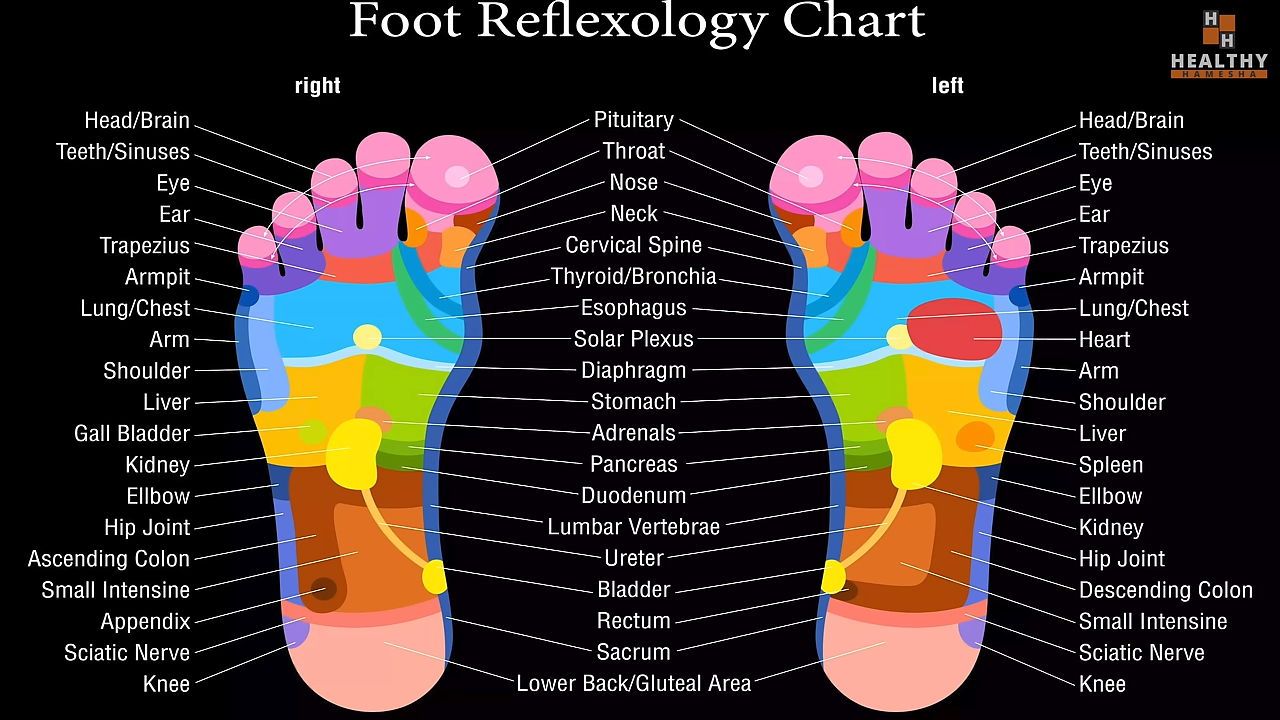 Foot Reflexology Chart
H
H
HEALTHY
HAMESHA
right
left
Head/Brain
Teeth/Sinuses
Eye
Ear
Trapezius
Armpit
Lung/Chest
Arm
Shoulder
Liver
Gall Bladder
Kidney
Ellbow
Hip Joint
Ascending Colon
Small Intensine
Appendix
Sciatic Nerve
Knee
Pituitary
Throat
Nose
Neck
Cervical Spine
Thyroid/Bronchia
Esophagus
Solar Plexus
Diaphragm
Stomach
Adrenals
Pancreas
Duodenum
Lumbar Vertebrae
Ureter
Bladder
Rectum
Sacrum
Lower Back/Gluteal Area
Head/Brain
Teeth/Sinuses
Eye
Ear
Trapezius
Armpit
Lung/Chest
Heart
Arm
Shoulder
Liver
Spleen
Ellbow
Kidney
Hip Joint
Descending Colon
Small Intensine
Sciatic Nerve
Knee